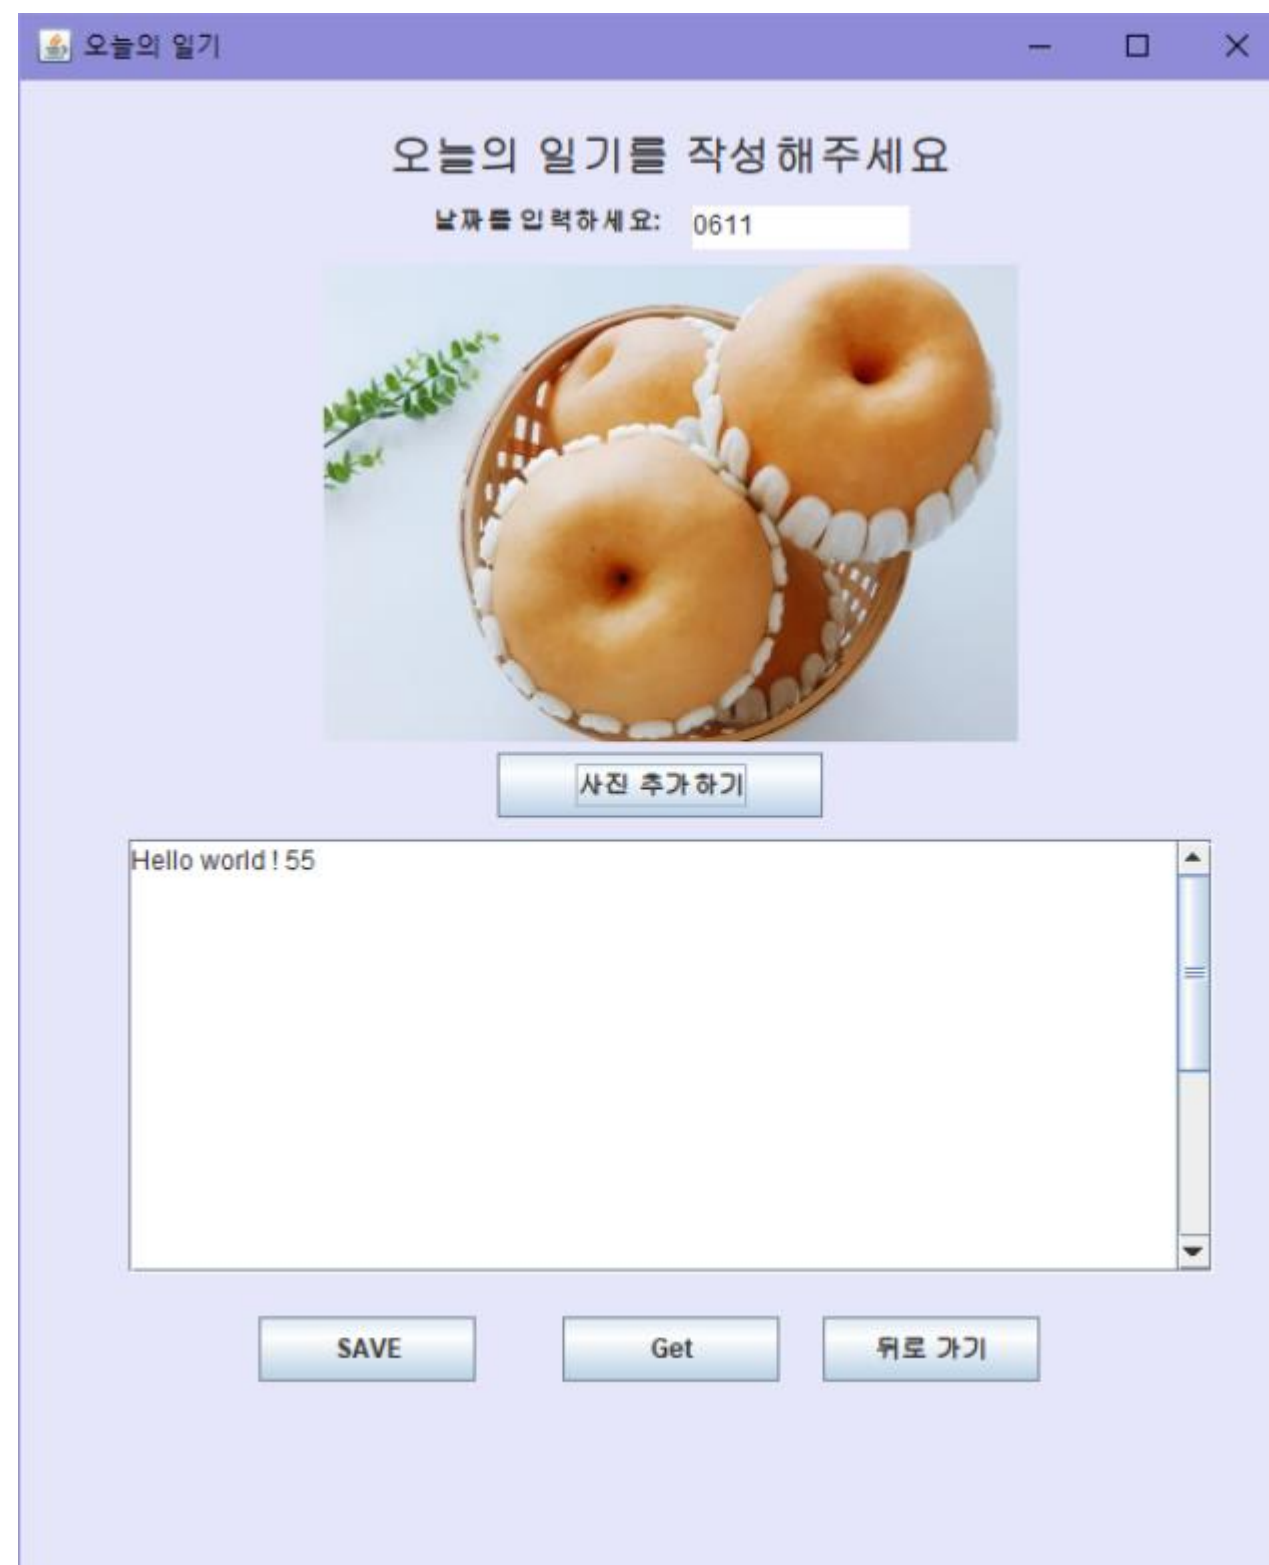 오늘의 일기
오늘의 일기를 작성해주세요
날짜를 입력하세요: 0611
사진 추가하기
Hello world ! 55
SAVE Get 뒤로 가기